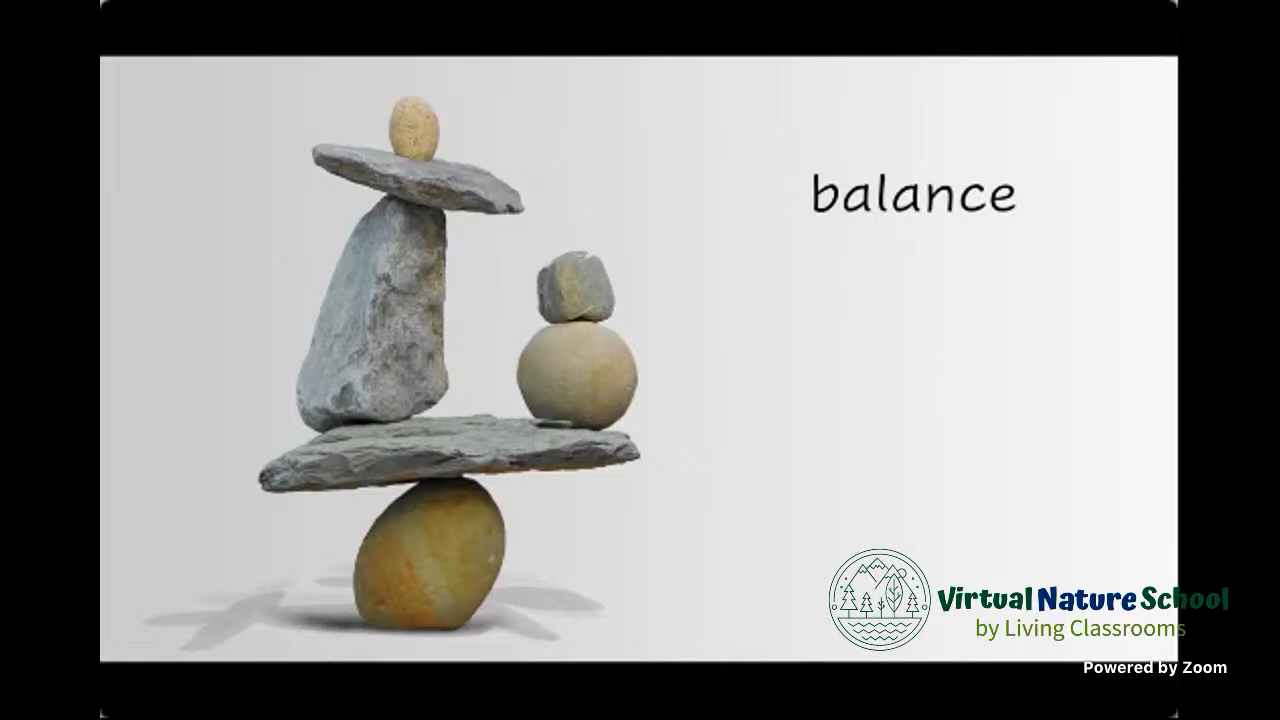 balance
Virtual Nature School
by Living Classrooms
Powered by Zoom